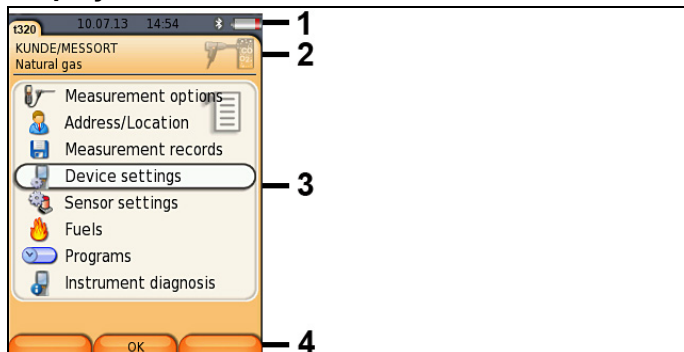 t320 10.07.13 14:54
1
KUNDE/MESSORT
2
Natural gas
Measurement options
Address/Location
Measurement records
Device settings
3
Sensor settings
Fuels
Programs
Instrument diagnosis
OK
4